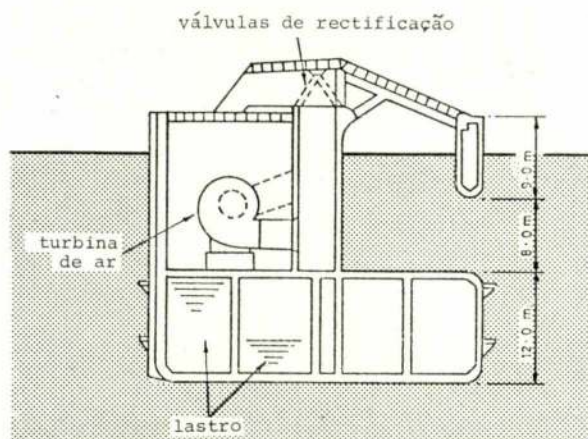 válvulas de rectificação
9·0 m
8·0 m
turbina
de ar
12·0 m
lastro